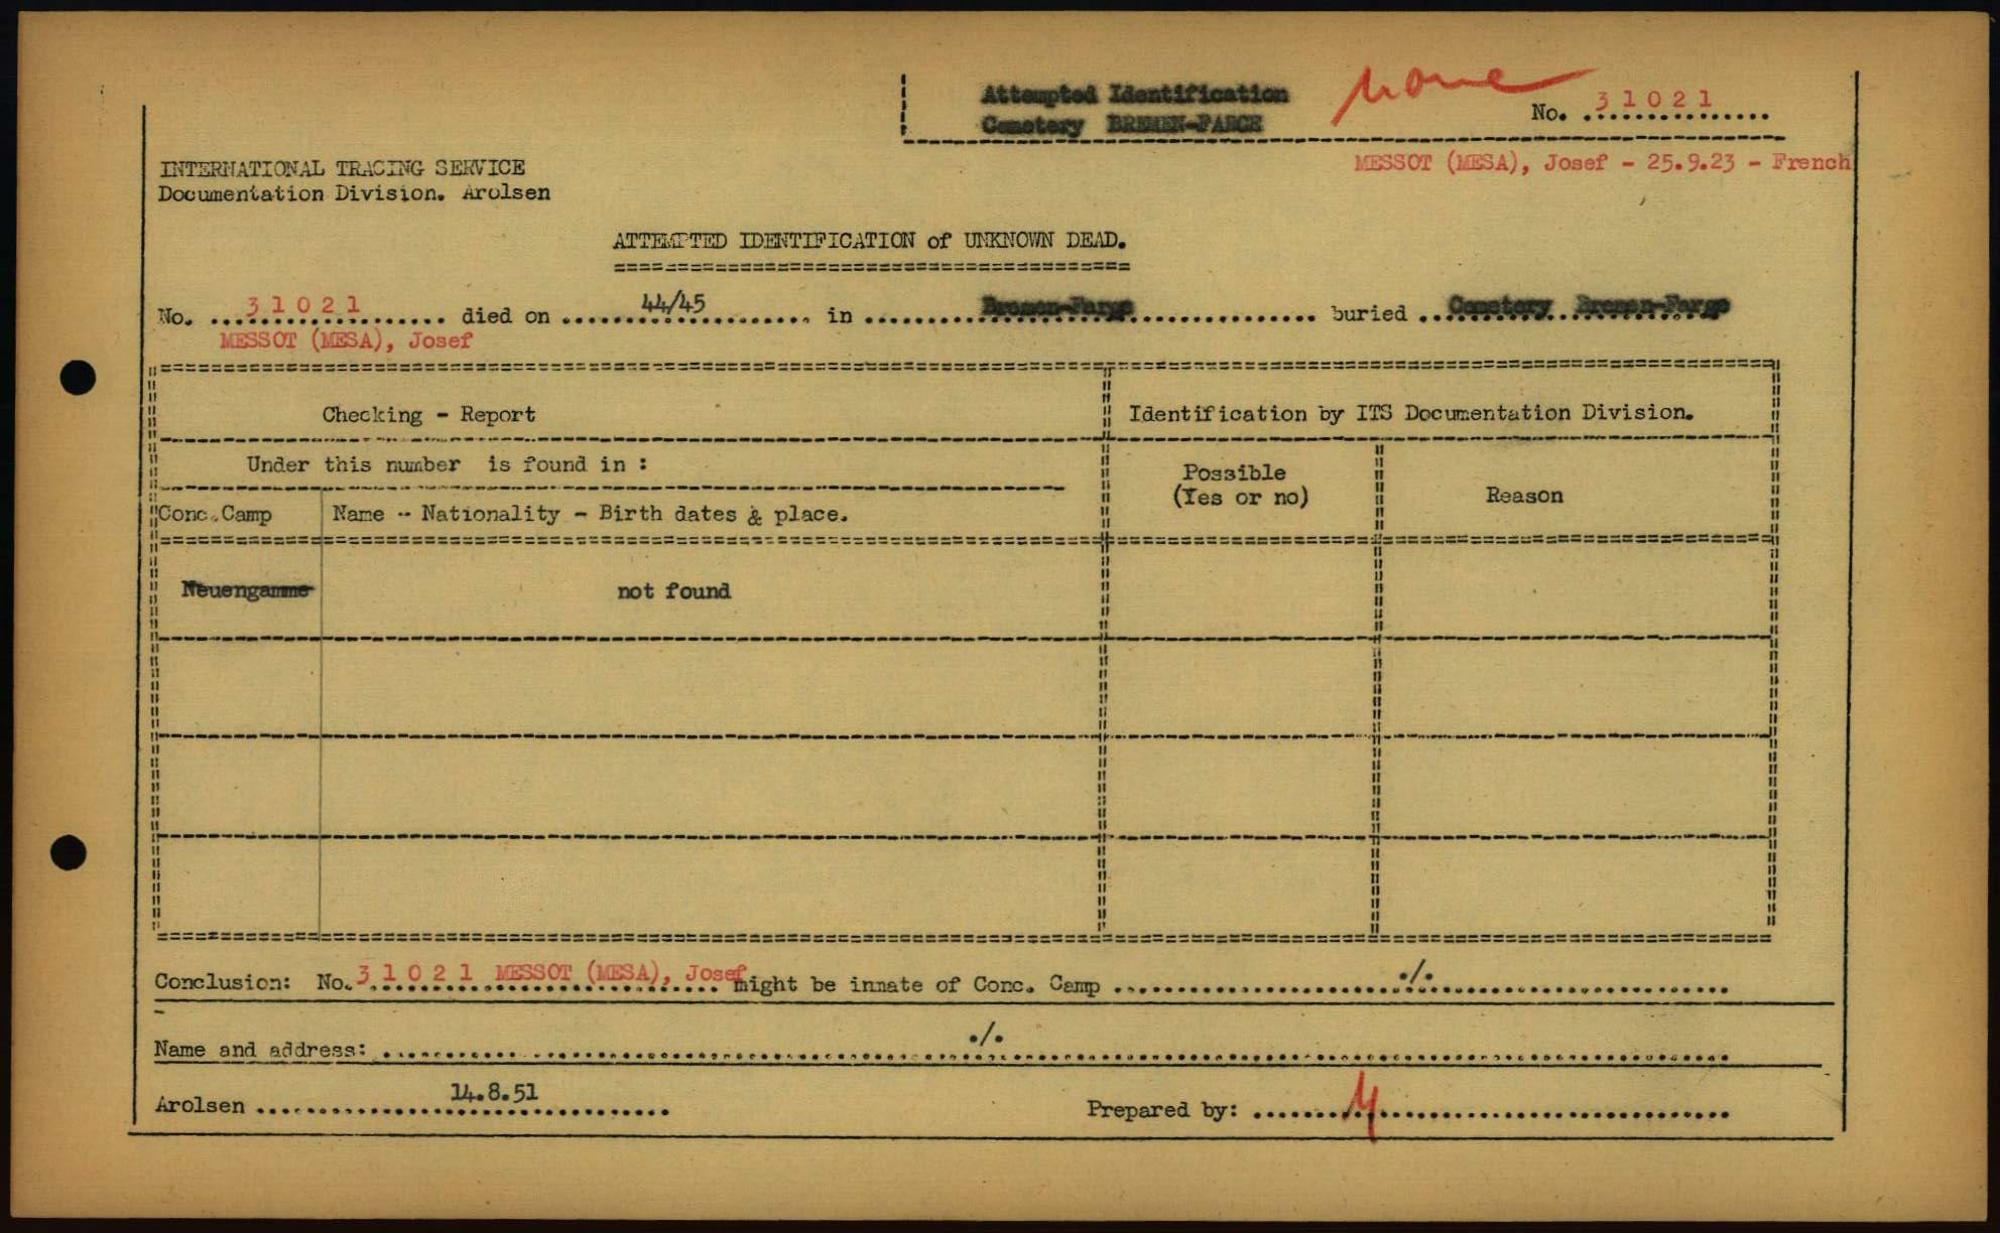 Attempted Identification
Cemetery BREMEN-FARGE
none
No. 31021
MESSOT (MESA), Josef - 25.9.23 - French
INTERNATIONAL TRACING SERVICE
Documentation Division. Arolsen
ATTEMPTED IDENTIFICATION of UNKNOWN DEAD.
No. 31021 died on 44/45 in Bremen-Farge buried Cemetery Bremen-Farge
MESSOT (MESA), Josef
Checking - Report
Identification by ITS Documentation Division.
Under this number is found in :
Possible
(Yes or no)
Reason
Conc.Camp
Name - Nationality - Birth dates & place.
Neuengamme
not found
Conclusion: No. 31021 MESSOT (MESA), Josef might be inmate of Conc. Camp ./.
Name and address: ./.
Arolsen 14.8.51
Prepared by: